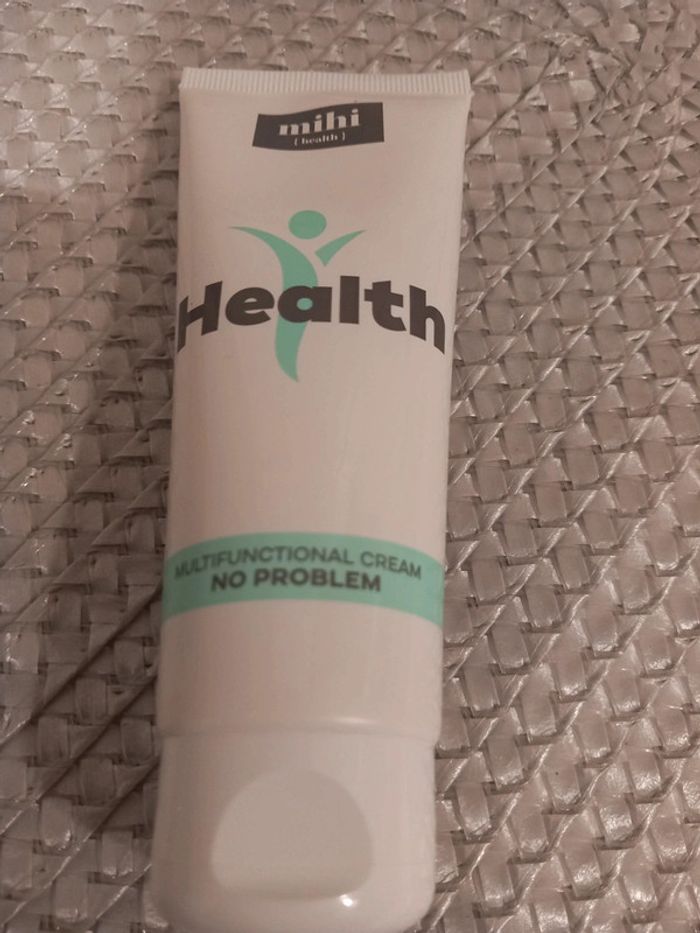 mihi
{ health }
Health
MULTIFUNCTIONAL CREAM
NO PROBLEM